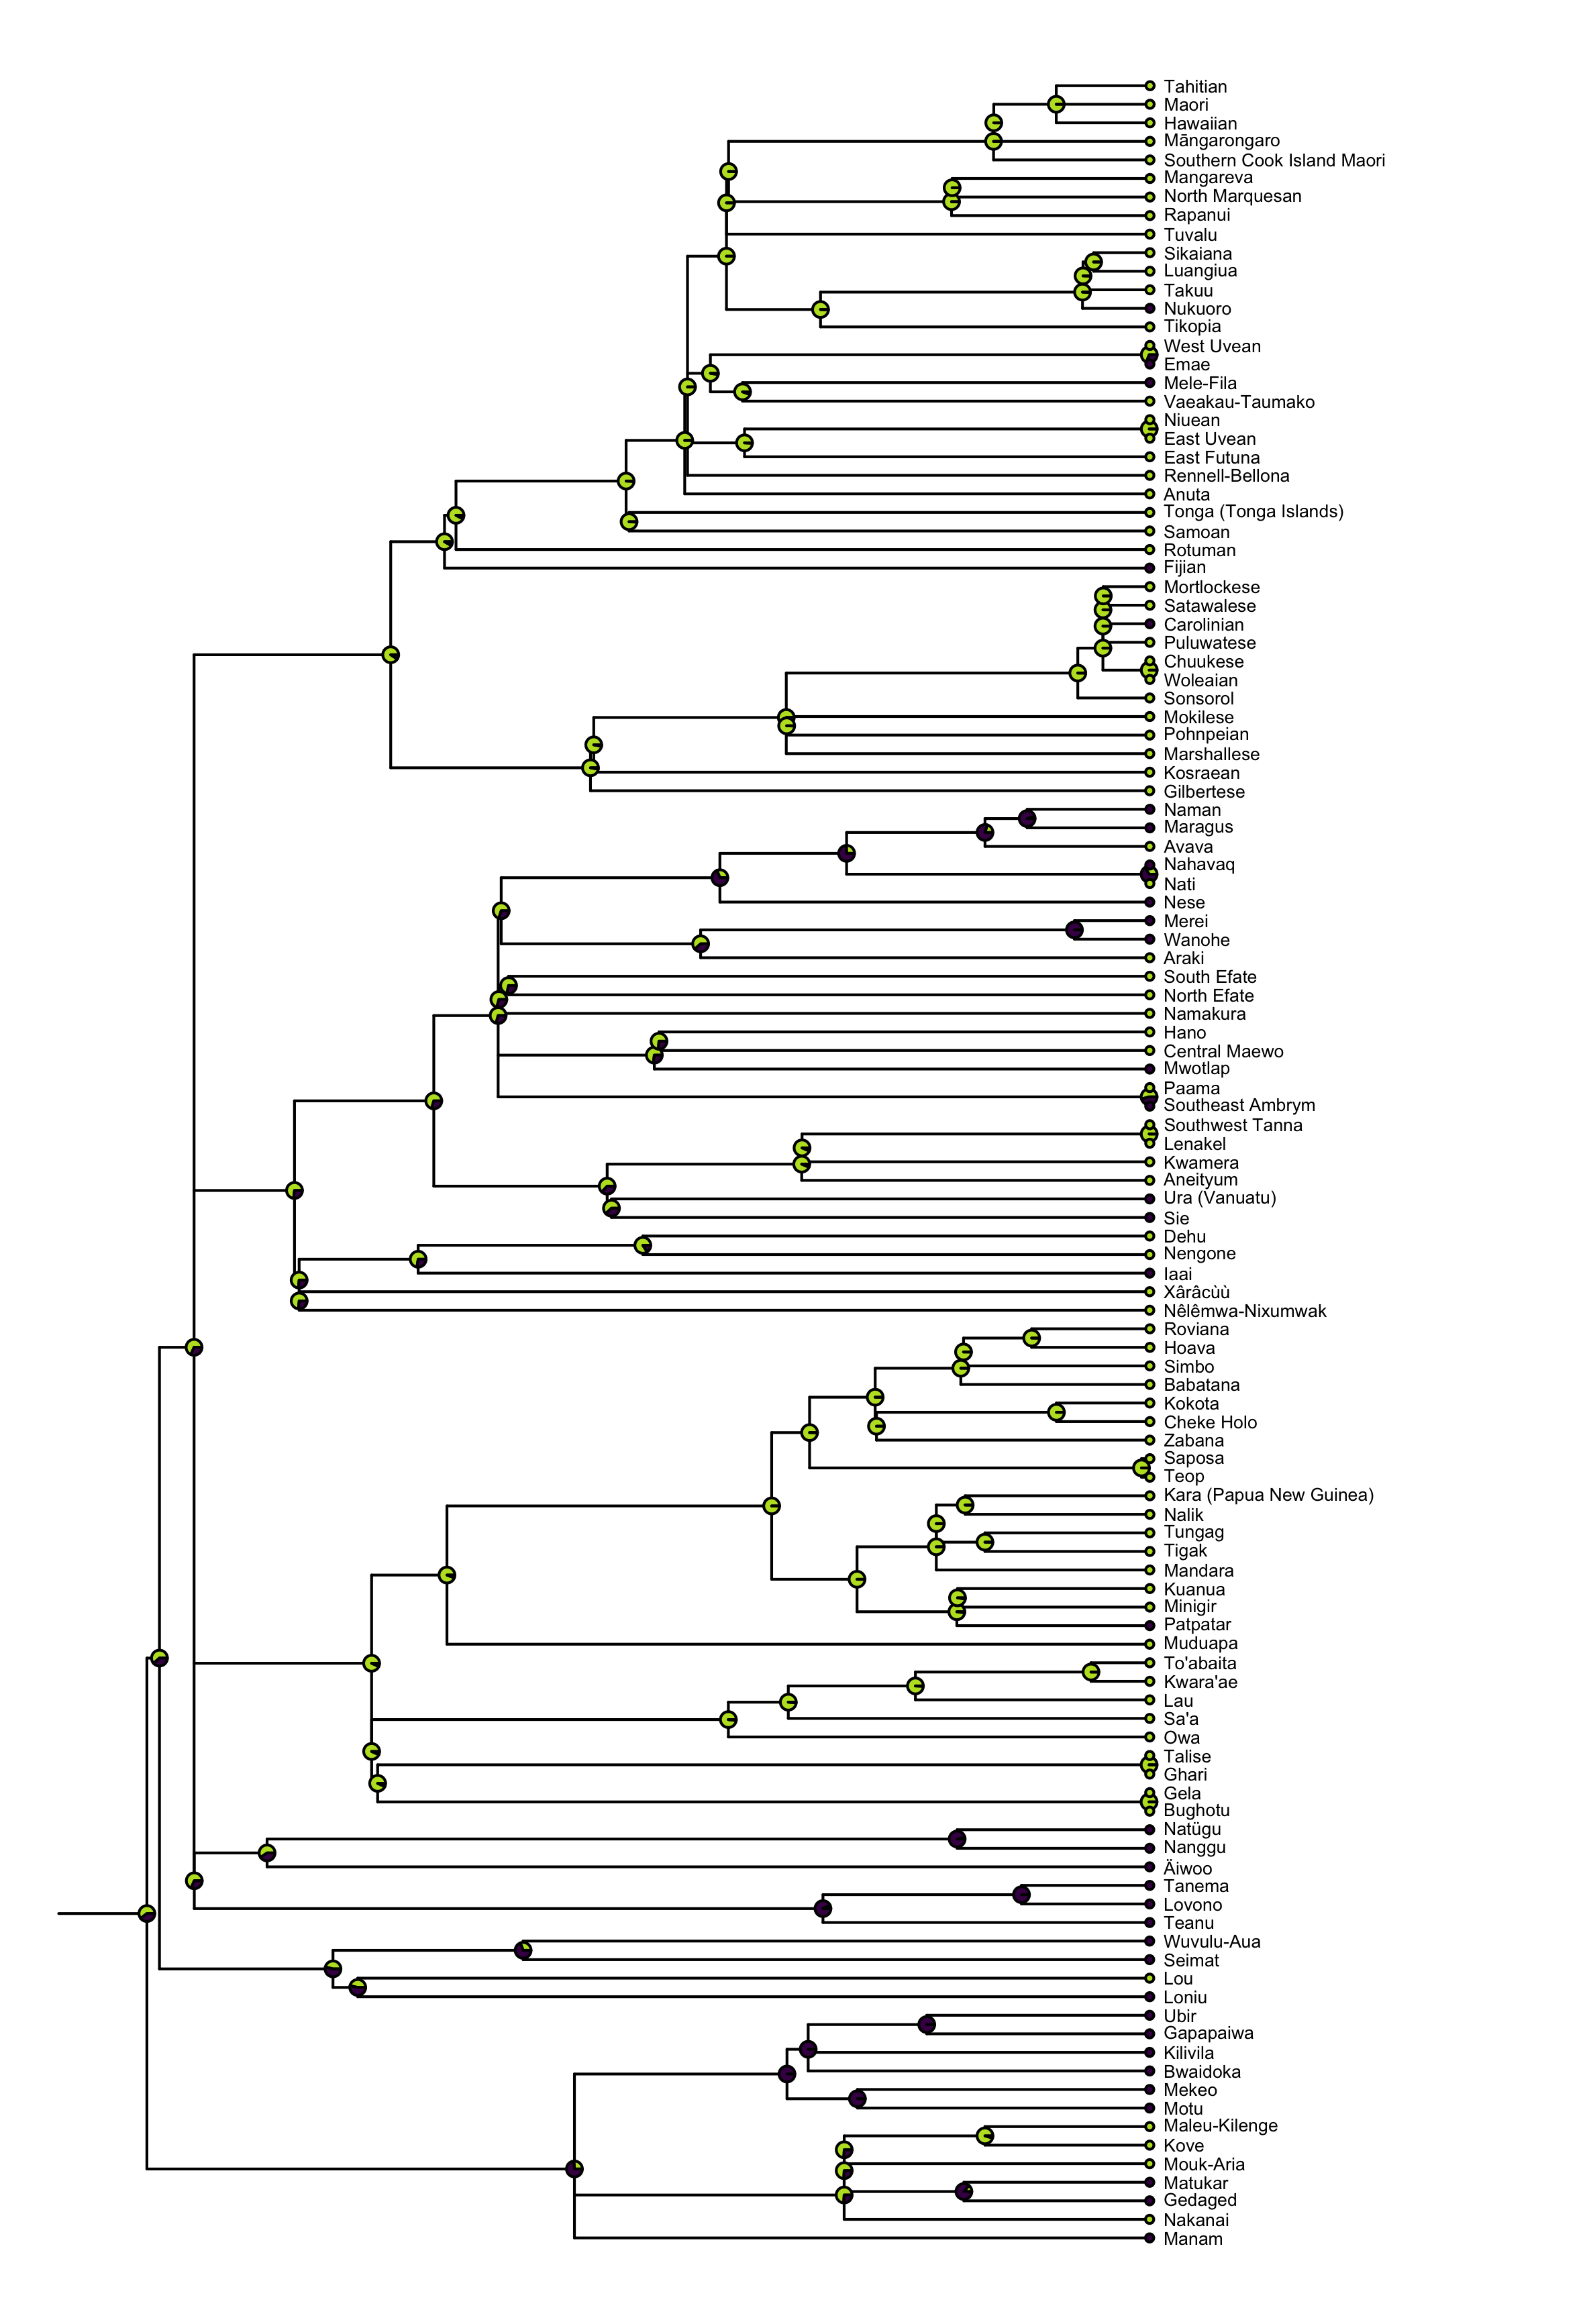 Tahitian
Maori
Hawaiian
Māngarongaro
Southern Cook Island Maori
Mangareva
North Marquesan
Rapanui
Tuvalu
Sikaiana
Luangiua
Takuu
Nukuoro
Tikopia
West Uvean
Emae
Mele-Fila
Vaeakau-Taumako
Niuean
East Uvean
East Futuna
Rennell-Bellona
Anuta
Tonga (Tonga Islands)
Samoan
Rotuman
Fijian
Mortlockese
Satawalese
Carolinian
Puluwatese
Chuukese
Woleaian
Sonsorol
Mokilese
Pohnpeian
Marshallese
Kosraean
Gilbertese
Naman
Maragus
Avava
Nahavaq
Nati
Nese
Merei
Wanohe
Araki
South Efate
North Efate
Namakura
Hano
Central Maewo
Mwotlap
Paama
Southeast Ambrym
Southwest Tanna
Lenakel
Kwamera
Aneityum
Ura (Vanuatu)
Sie
Dehu
Nengone
Iaai
Xârâcùù
Nêlêmwa-Nixumwak
Roviana
Hoava
Simbo
Babatana
Kokota
Cheke Holo
Zabana
Saposa
Teop
Kara (Papua New Guinea)
Nalik
Tungag
Tigak
Mandara
Kuanua
Minigir
Patpatar
Muduapa
To'abaita
Kwara'ae
Lau
Sa'a
Owa
Talise
Ghari
Gela
Bughotu
Natügu
Nanggu
Äiwoo
Tanema
Lovono
Teanu
Wuvulu-Aua
Seimat
Lou
Loniu
Ubir
Gapapaiwa
Kilivila
Bwaidoka
Mekeo
Motu
Maleu-Kilenge
Kove
Mouk-Aria
Matukar
Gedaged
Nakanai
Manam